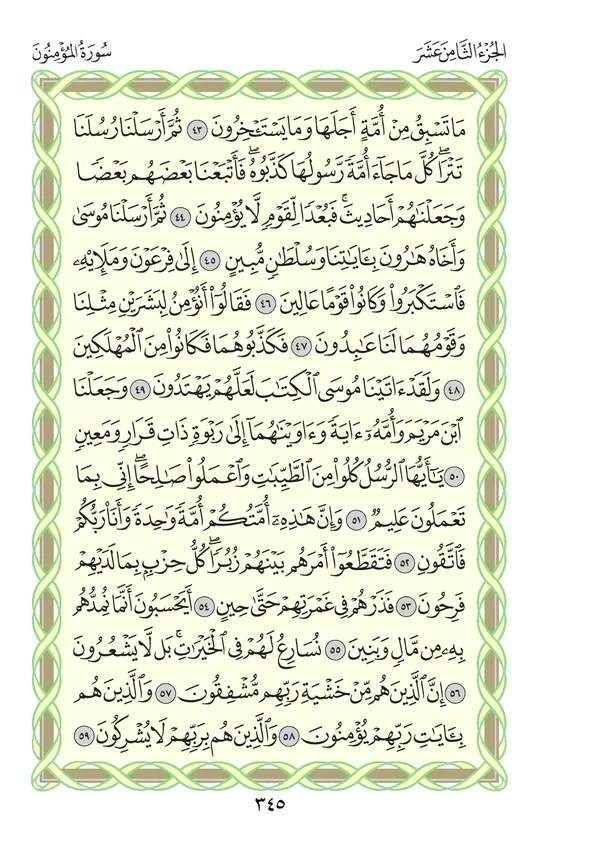 الجُزْءُ الثَّامِنَ عَشَرَ
سُورَةُ المُؤْمِنُونَ
مَا تَسْبِقُ مِنْ أُمَّةٍ أَجَلَهَا وَمَا يَسْتَـْٔخِرُونَ ٤٣ ثُمَّ أَرْسَلْنَا رُسُلَنَا
تَتْرَاۖ كُلَّ مَا جَآءَ أُمَّةً رَّسُولُهَا كَذَّبُوهُۖ فَأَتْبَعْنَا بَعْضَهُم بَعْضًا
وَجَعَلْنَٰهُمْ أَحَادِيثَۚ فَبُعْدًا لِّقَوْمٍ لَّا يُؤْمِنُونَ ٤٤ ثُمَّ أَرْسَلْنَا مُوسَىٰ
وَأَخَاهُ هَٰرُونَ بِـَٔايَٰتِنَا وَسُلْطَٰنٍ مُّبِينٍ ٤٥ إِلَىٰ فِرْعَوْنَ وَمَلَإِيْهِۦ
فَٱسْتَكْبَرُوا۟ وَكَانُوا۟ قَوْمًا عَالِينَ ٤٦ فَقَالُوٓا۟ أَنُؤْمِنُ لِبَشَرَيْنِ مِثْلِنَا
وَقَوْمُهُمَا لَنَا عَٰبِدُونَ ٤٧ فَكَذَّبُوهُمَا فَكَانُوا۟ مِنَ ٱلْمُهْلَكِينَ
٤٨ وَلَقَدْ ءَاتَيْنَا مُوسَى ٱلْكِتَٰبَ لَعَلَّهُمْ يَهْتَدُونَ ٤٩ وَجَعَلْنَا
ٱبْنَ مَرْيَمَ وَأُمَّهُۥٓ ءَايَةً وَءَاوَيْنَٰهُمَآ إِلَىٰ رَبْوَةٍ ذَاتِ قَرَارٍ وَمَعِينٍ
٥٠ يَٰٓأَيُّهَا ٱلرُّسُلُ كُلُوا۟ مِنَ ٱلطَّيِّبَٰتِ وَٱعْمَلُوا۟ صَٰلِحًاۖ إِنِّى بِمَا
تَعْمَلُونَ عَلِيمٌ ٥١ وَإِنَّ هَٰذِهِۦٓ أُمَّتُكُمْ أُمَّةً وَٰحِدَةً وَأَنَا۠ رَبُّكُمْ
فَٱتَّقُونِ ٥٢ فَتَقَطَّعُوٓا۟ أَمْرَهُم بَيْنَهُمْ زُبُرًاۖ كُلُّ حِزْبٍۭ بِمَا لَدَيْهِمْ
فَرِحُونَ ٥٣ فَذَرْهُمْ فِى غَمْرَتِهِمْ حَتَّىٰ حِينٍ ٥٤ أَيَحْسَبُونَ أَنَّمَا نُمِدُّهُم
بِهِۦ مِن مَّالٍ وَبَنِينَ ٥٥ نُسَارِعُ لَهُمْ فِى ٱلْخَيْرَٰتِۚ بَل لَّا يَشْعُرُونَ
٥٦ إِنَّ ٱلَّذِينَ هُم مِّنْ خَشْيَةِ رَبِّهِم مُّشْفِقُونَ ٥٧ وَٱلَّذِينَ هُم
بِـَٔايَٰتِ رَبِّهِمْ يُؤْمِنُونَ ٥٨ وَٱلَّذِينَ هُم بِرَبِّهِمْ لَا يُشْرِكُونَ ٥٩
٣٤٥